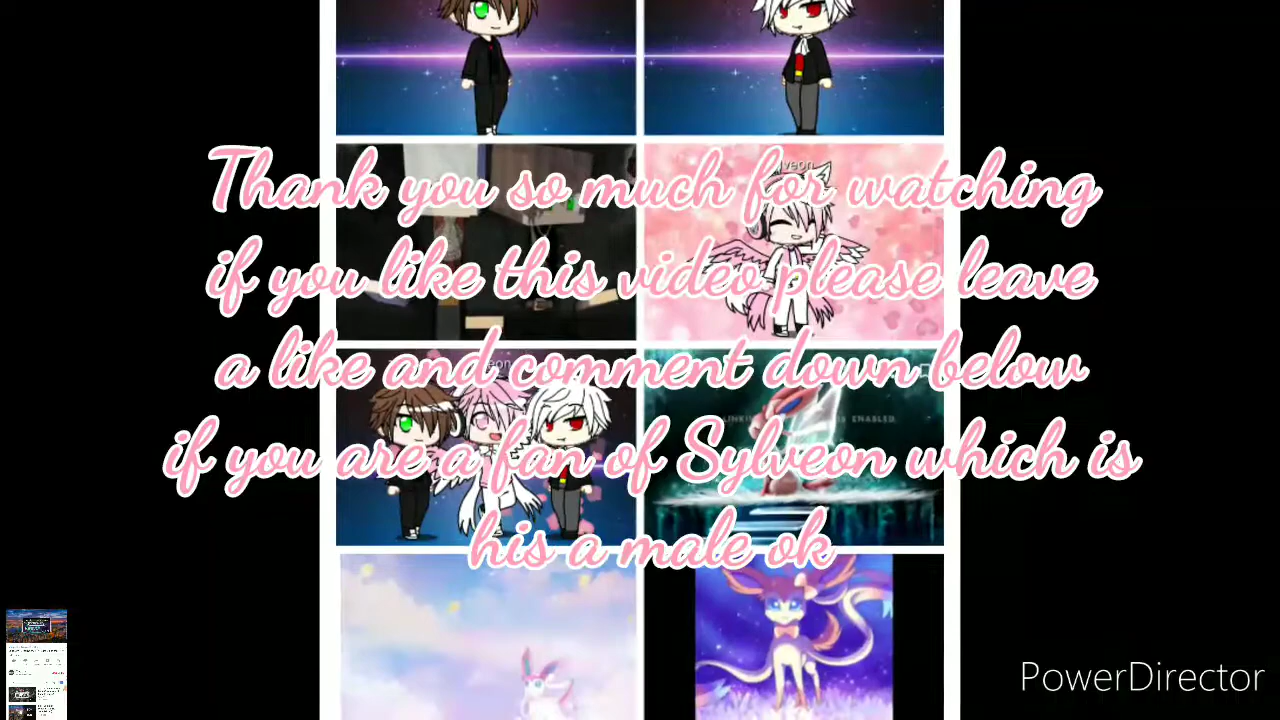 Thank you so much for watching
if you like this video please leave
a like and comment down below
if you are a fan of Sylveon which is
his a male ok
ENABLED
PowerDirector